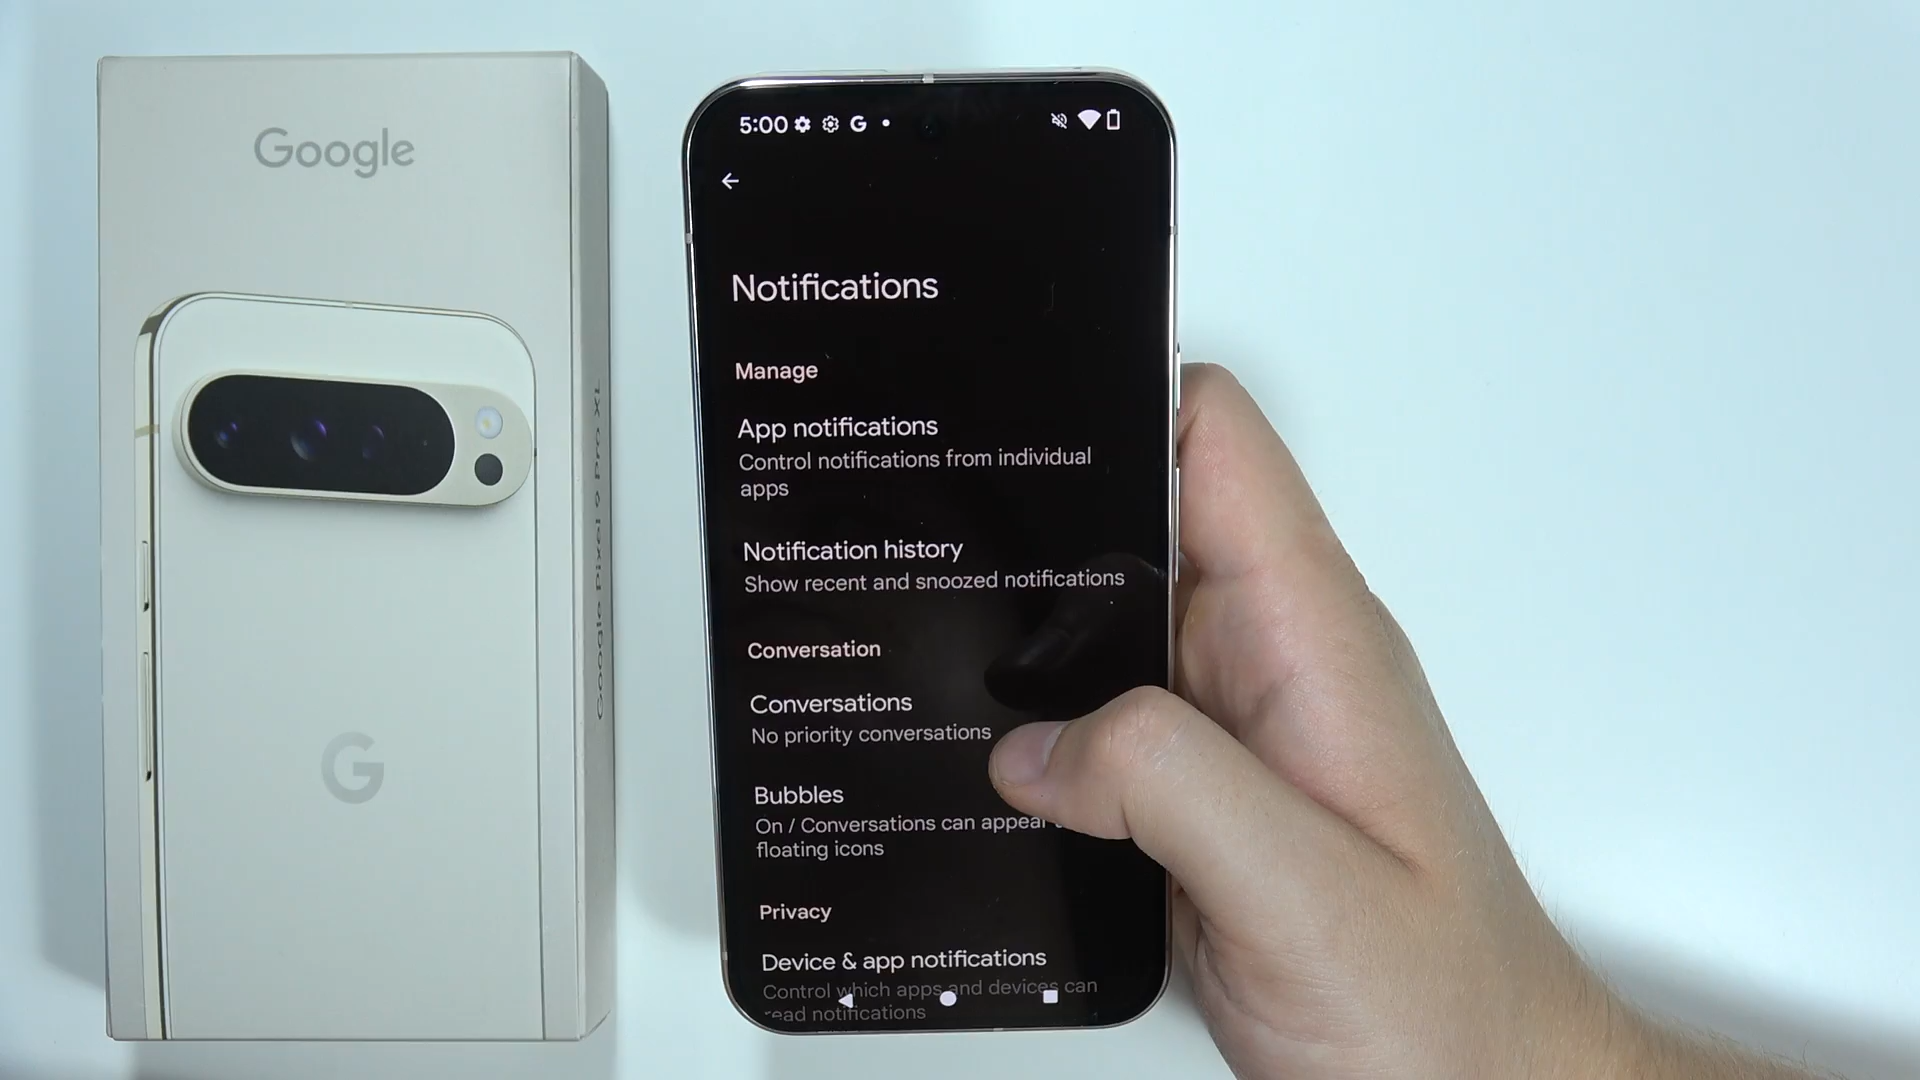 Google
Google Pixel 9 Pro XL
G
5:00
G
Notifications
Manage
App notifications
Control notifications from individual
apps
Notification history
Show recent and snoozed notifications
Conversation
Conversations
No priority conversations
Bubbles
On / Conversations can appear
floating icons
Privacy
Device & app notifications
Control which apps and devices can
read notifications